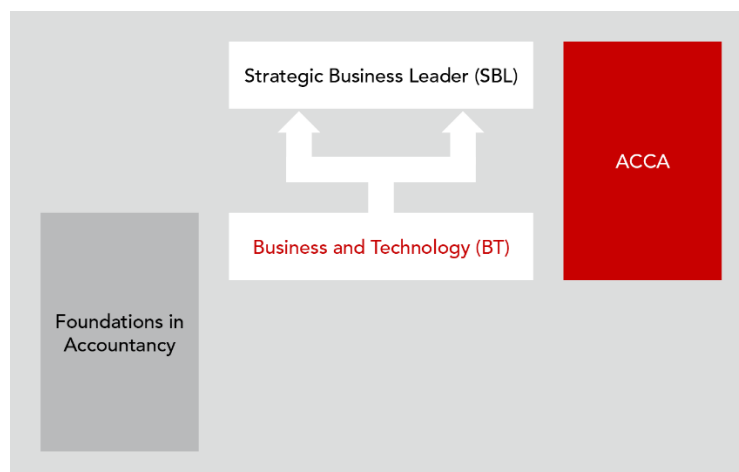 Strategic Business Leader (SBL)
ACCA
Business and Technology (BT)
Foundations in
Accountancy